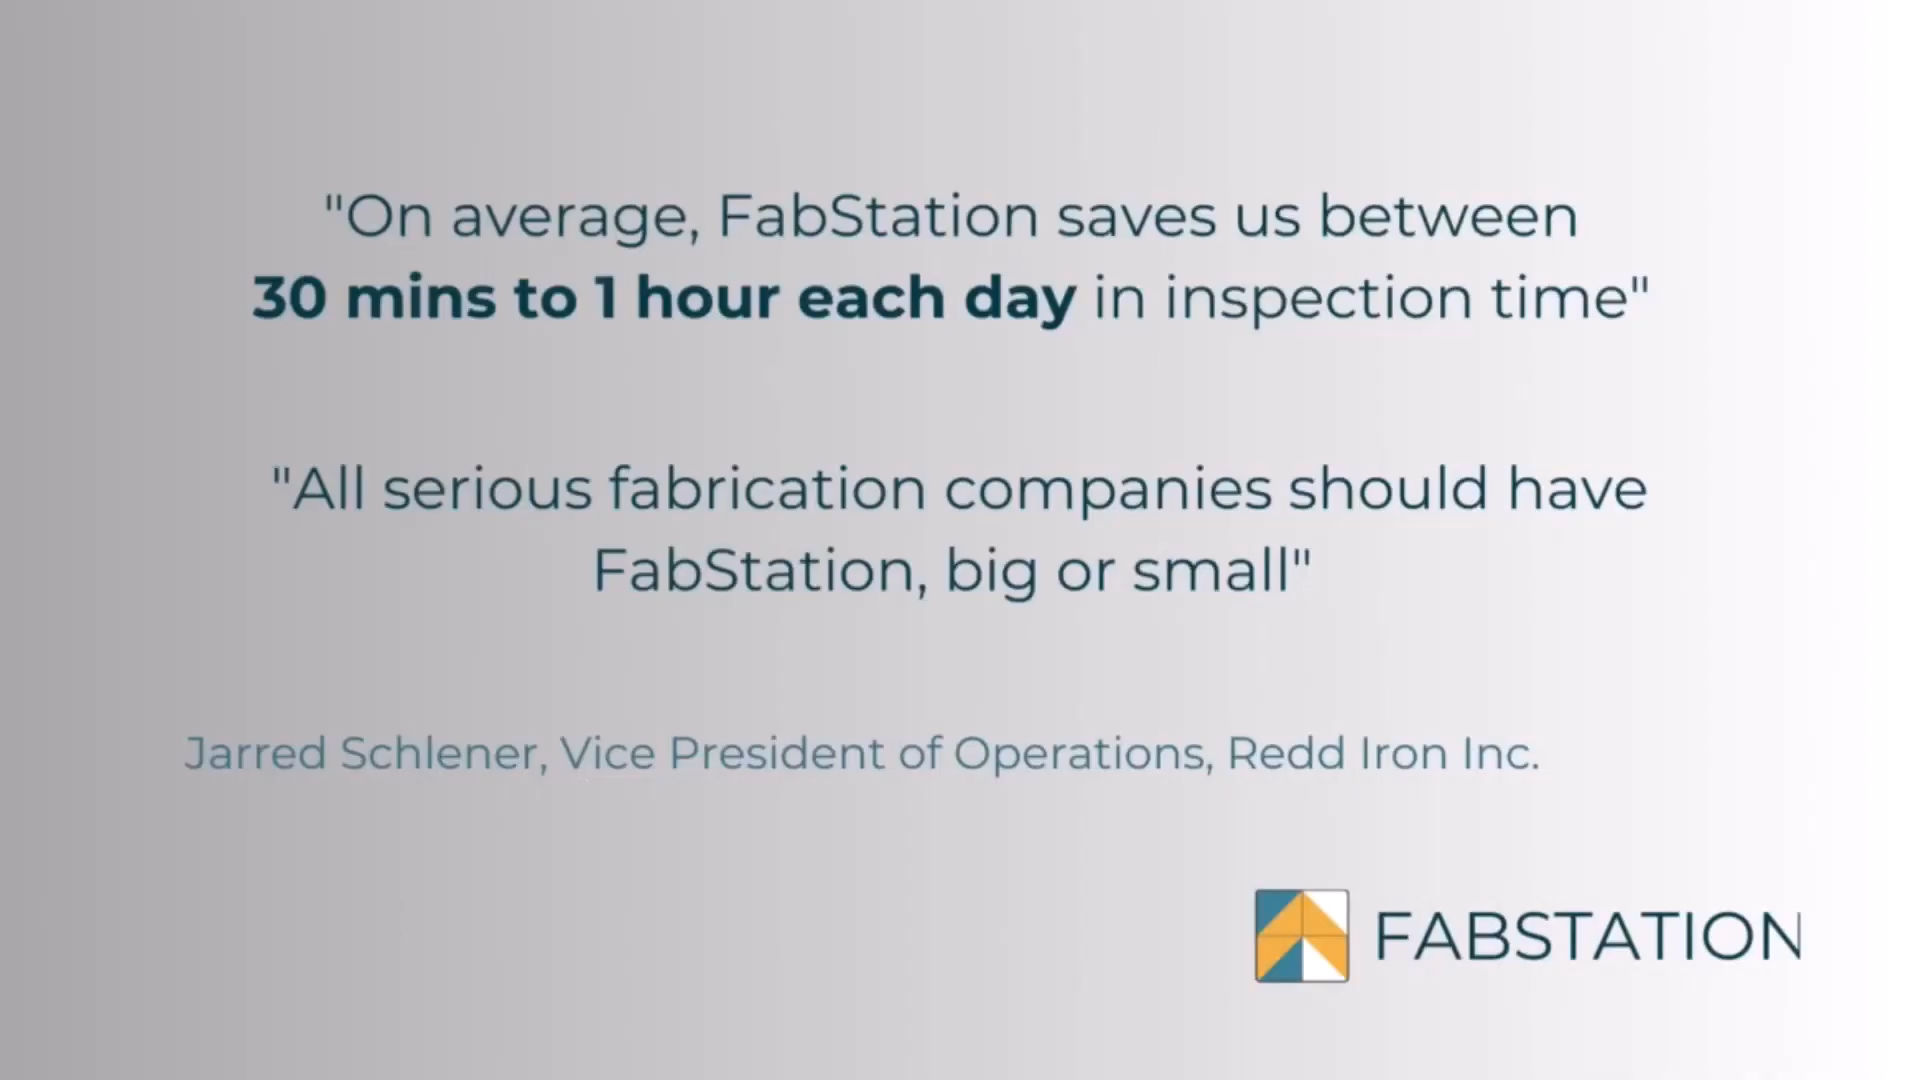 "On average, FabStation saves us between
30 mins to 1 hour each day in inspection time"
"All serious fabrication companies should have
FabStation, big or small"
Jarred Schlener, Vice President of Operations, Redd Iron Inc.
FABSTATION